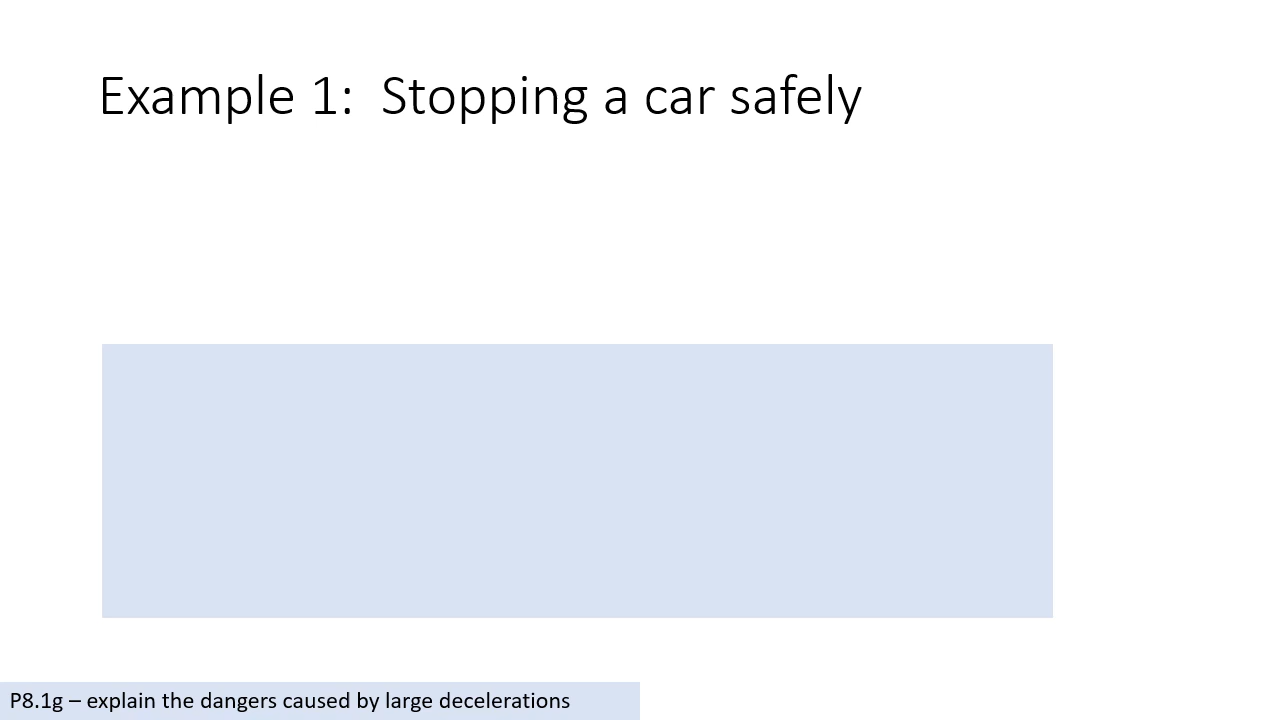 Example 1:  Stopping a car safely
P8.1g – explain the dangers caused by large decelerations